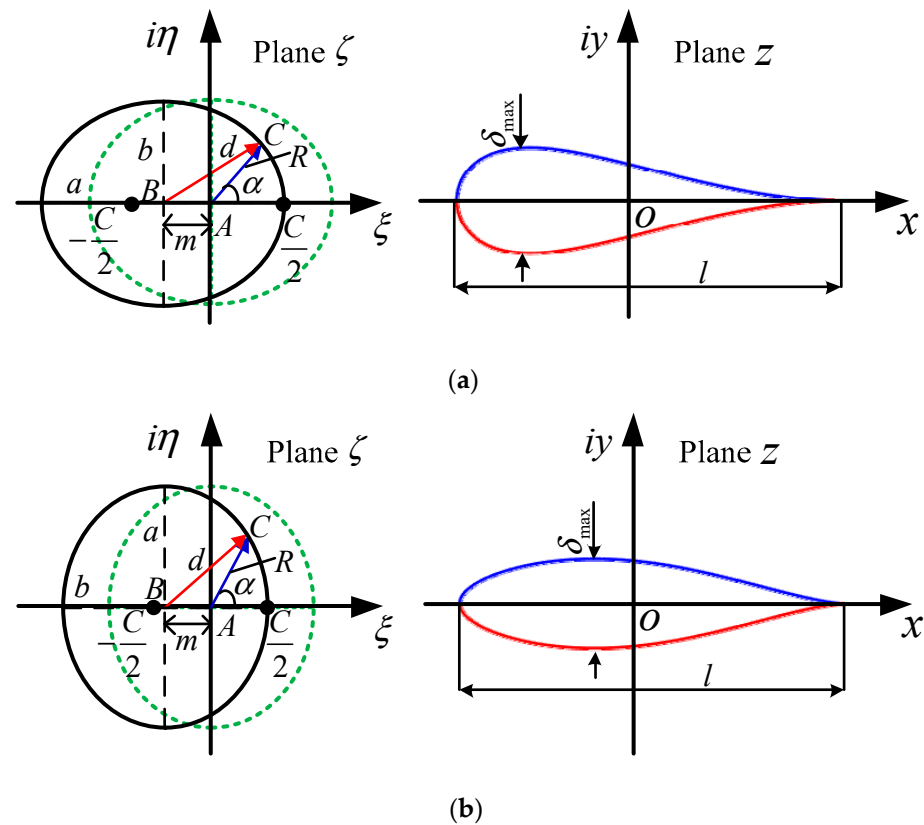 iη Plane ζ
a b B d C R α
-C/2 m A C/2 ξ
iy Plane z
δmax
o x
l
(a)
iη Plane ζ
b a B d C R α
-C/2 m A C/2 ξ
iy Plane z
δmax
o x
l
(b)